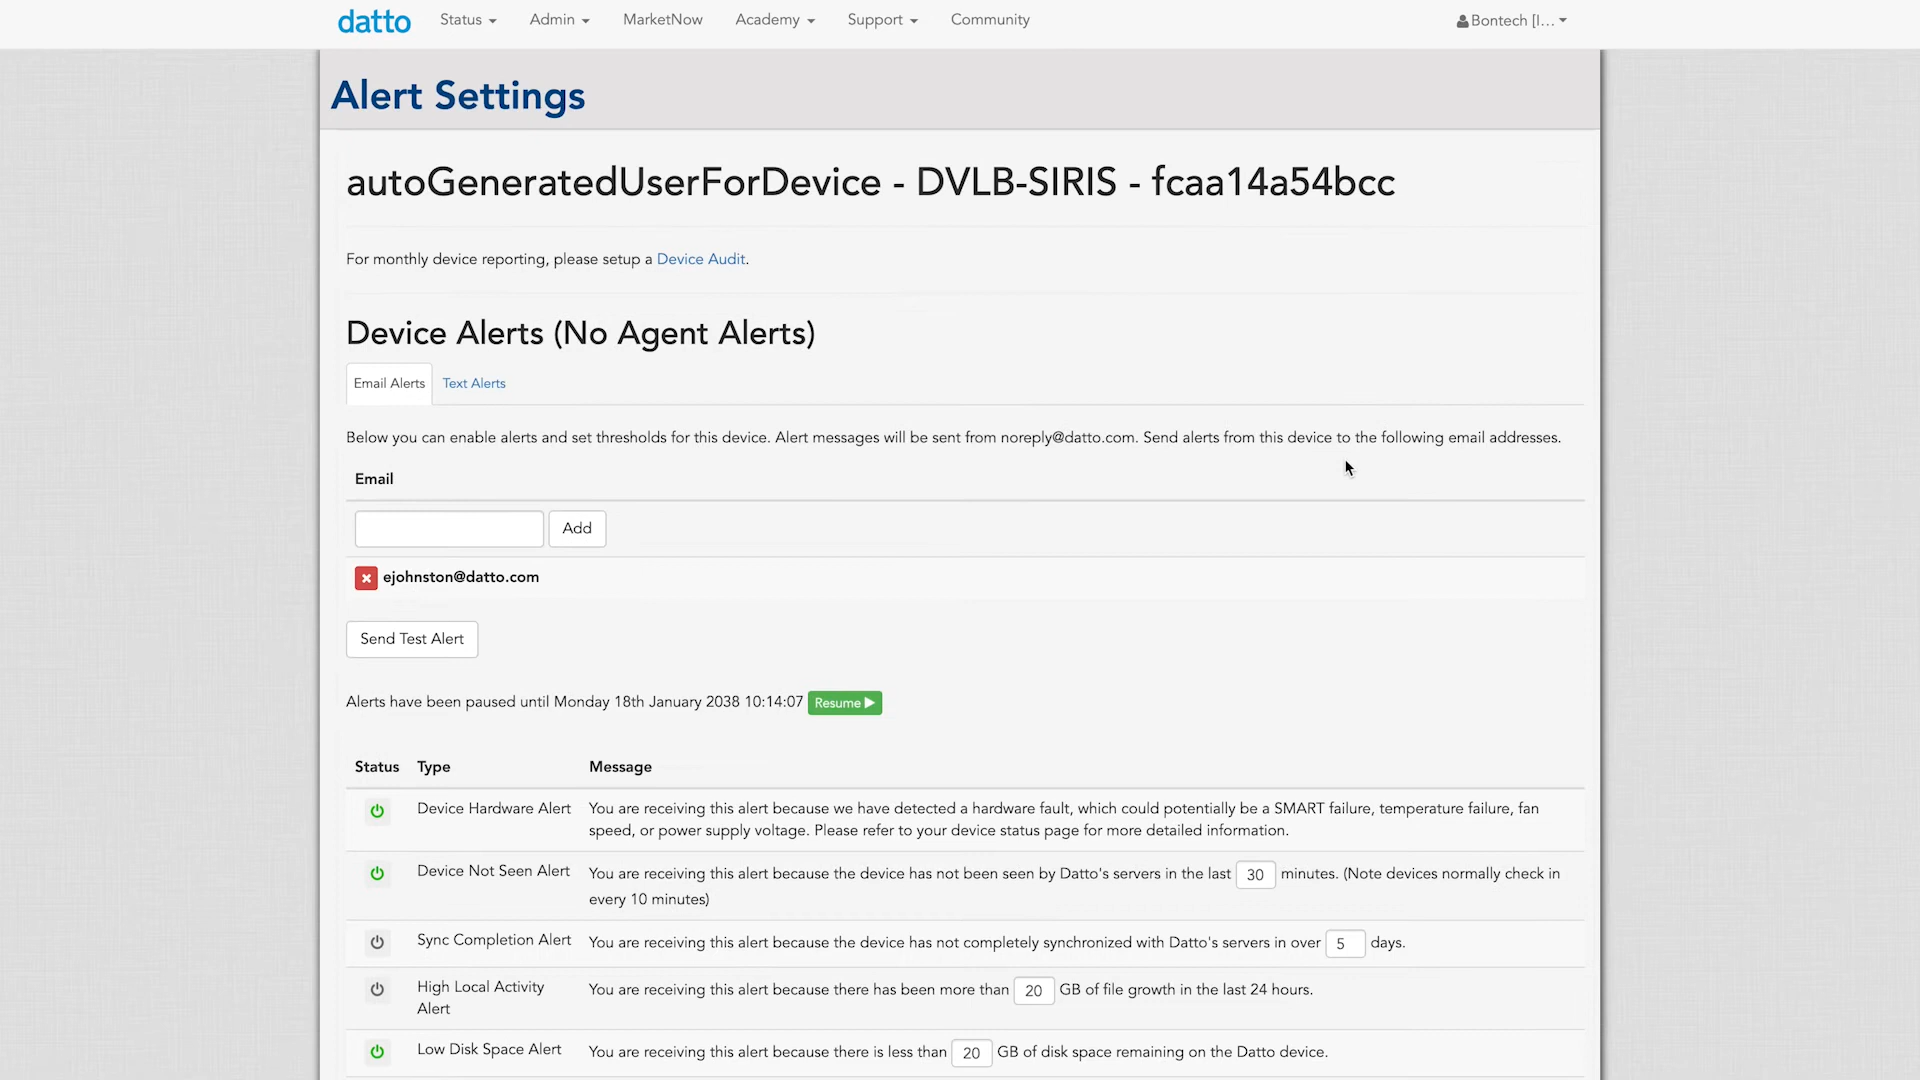 datto Status Admin MarketNow Academy Support Community Bontech [I...
Alert Settings
autoGeneratedUserForDevice - DVLB-SIRIS - fcaa14a54bcc
For monthly device reporting, please setup a Device Audit.
Device Alerts (No Agent Alerts)
Email Alerts Text Alerts
Below you can enable alerts and set thresholds for this device. Alert messages will be sent from noreply@datto.com. Send alerts from this device to the following email addresses.
Email
Add
ejohnston@datto.com
Send Test Alert
Alerts have been paused until Monday 18th January 2038 10:14:07 Resume
Status Type Message
Device Hardware Alert You are receiving this alert because we have detected a hardware fault, which could potentially be a SMART failure, temperature failure, fan
speed, or power supply voltage. Please refer to your device status page for more detailed information.
Device Not Seen Alert You are receiving this alert because the device has not been seen by Datto's servers in the last 30 minutes. (Note devices normally check in
every 10 minutes)
Sync Completion Alert You are receiving this alert because the device has not completely synchronized with Datto's servers in over 5 days.
High Local Activity You are receiving this alert because there has been more than 20 GB of file growth in the last 24 hours.
Alert
Low Disk Space Alert You are receiving this alert because there is less than 20 GB of disk space remaining on the Datto device.